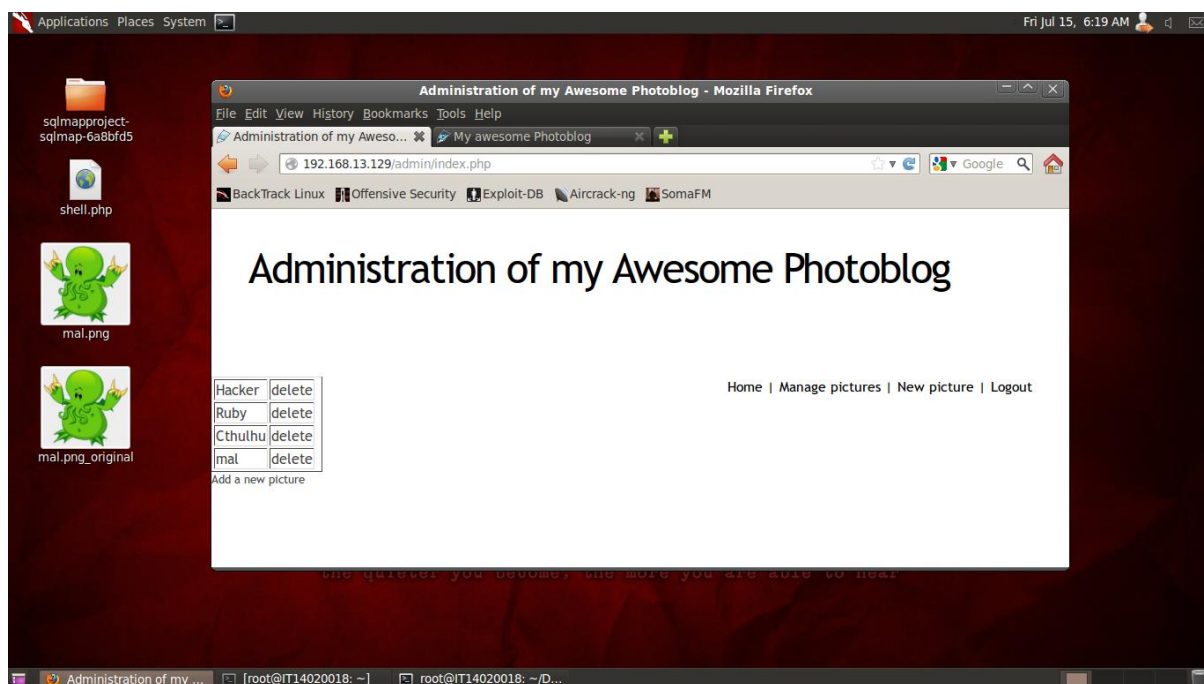 Applications Places System
Fri Jul 15, 6:19 AM
sqlmapproject-
sqlmap-6a8bfd5
shell.php
mal.png
mal.png_original
Administration of my Awesome Photoblog - Mozilla Firefox
File Edit View History Bookmarks Tools Help
Administration of my Aweso...
My awesome Photoblog
192.168.13.129/admin/index.php
Google
BackTrack Linux Offensive Security Exploit-DB Aircrack-ng SomaFM
Administration of my Awesome Photoblog
Home | Manage pictures | New picture | Logout
Hacker delete
Ruby delete
Cthulhu delete
mal delete
Add a new picture
the quieter you become, the more you are able to hear
Administration of my ...
[root@IT14020018: ~]
root@IT14020018: ~/D...